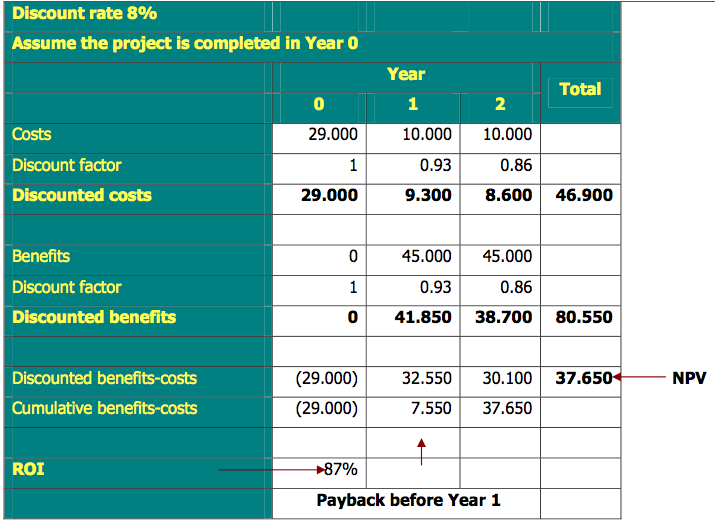 Discount rate 8%
Assume the project is completed in Year 0
Year Total
0 1 2
Costs 29.000 10.000 10.000
Discount factor 1 0.93 0.86
Discounted costs 29.000 9.300 8.600 46.900
Benefits 0 45.000 45.000
Discount factor 1 0.93 0.86
Discounted benefits 0 41.850 38.700 80.550
Discounted benefits-costs (29.000) 32.550 30.100 37.650 NPV
Cumulative benefits-costs (29.000) 7.550 37.650
ROI 87%
Payback before Year 1